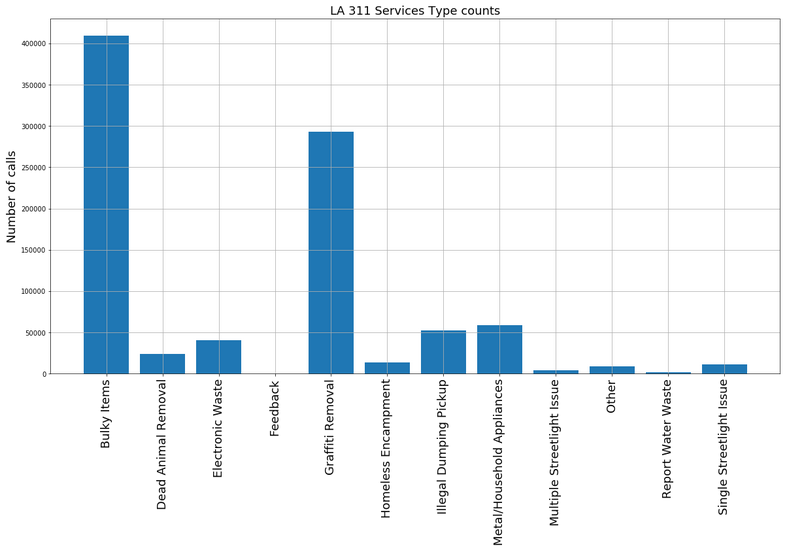 LA 311 Services Type counts
Number of calls
400000
350000
300000
250000
200000
150000
100000
50000
0
Bulky Items
Dead Animal Removal
Electronic Waste
Feedback
Graffiti Removal
Homeless Encampment
Illegal Dumping Pickup
Metal/Household Appliances
Multiple Streetlight Issue
Other
Report Water Waste
Single Streetlight Issue